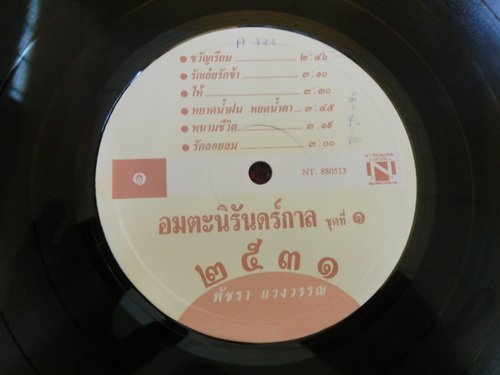 A-323
• ขวัญเรียม..................๒:๔๖
• รักเอ๋ยรักข้า..................๓:๑๐
• ให้..................๓:๓๐
• หยาดน้ำฝน หยดน้ำตา..................๓:๔๕
• หนามชีวิต..................๓:๑๕
• รักลอยลม..................๓:๐๐
๑
NT. 880513
N
อมตะนิรันดร์กาล ชุดที่ ๑
๒๕๓๑
พัชรา แวงวรรณ